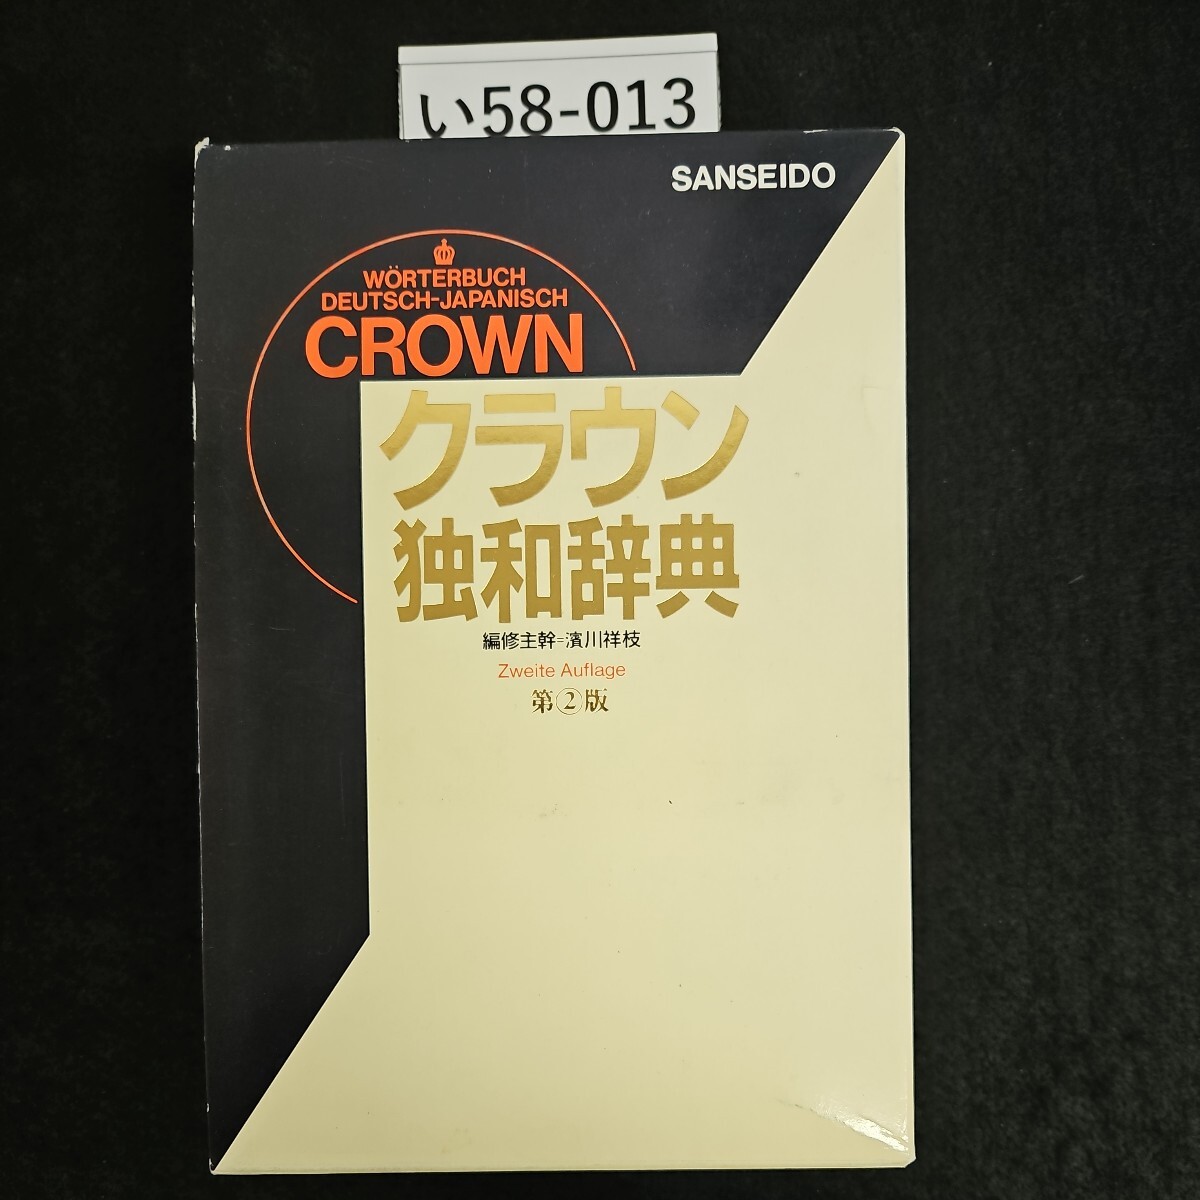 い58-013
SANSEIDO
WÖRTERBUCH
DEUTSCH-JAPANISCH
CROWN
クラウン
独和辞典
編修主幹=濱川祥枝
Zweite Auflage
第②版